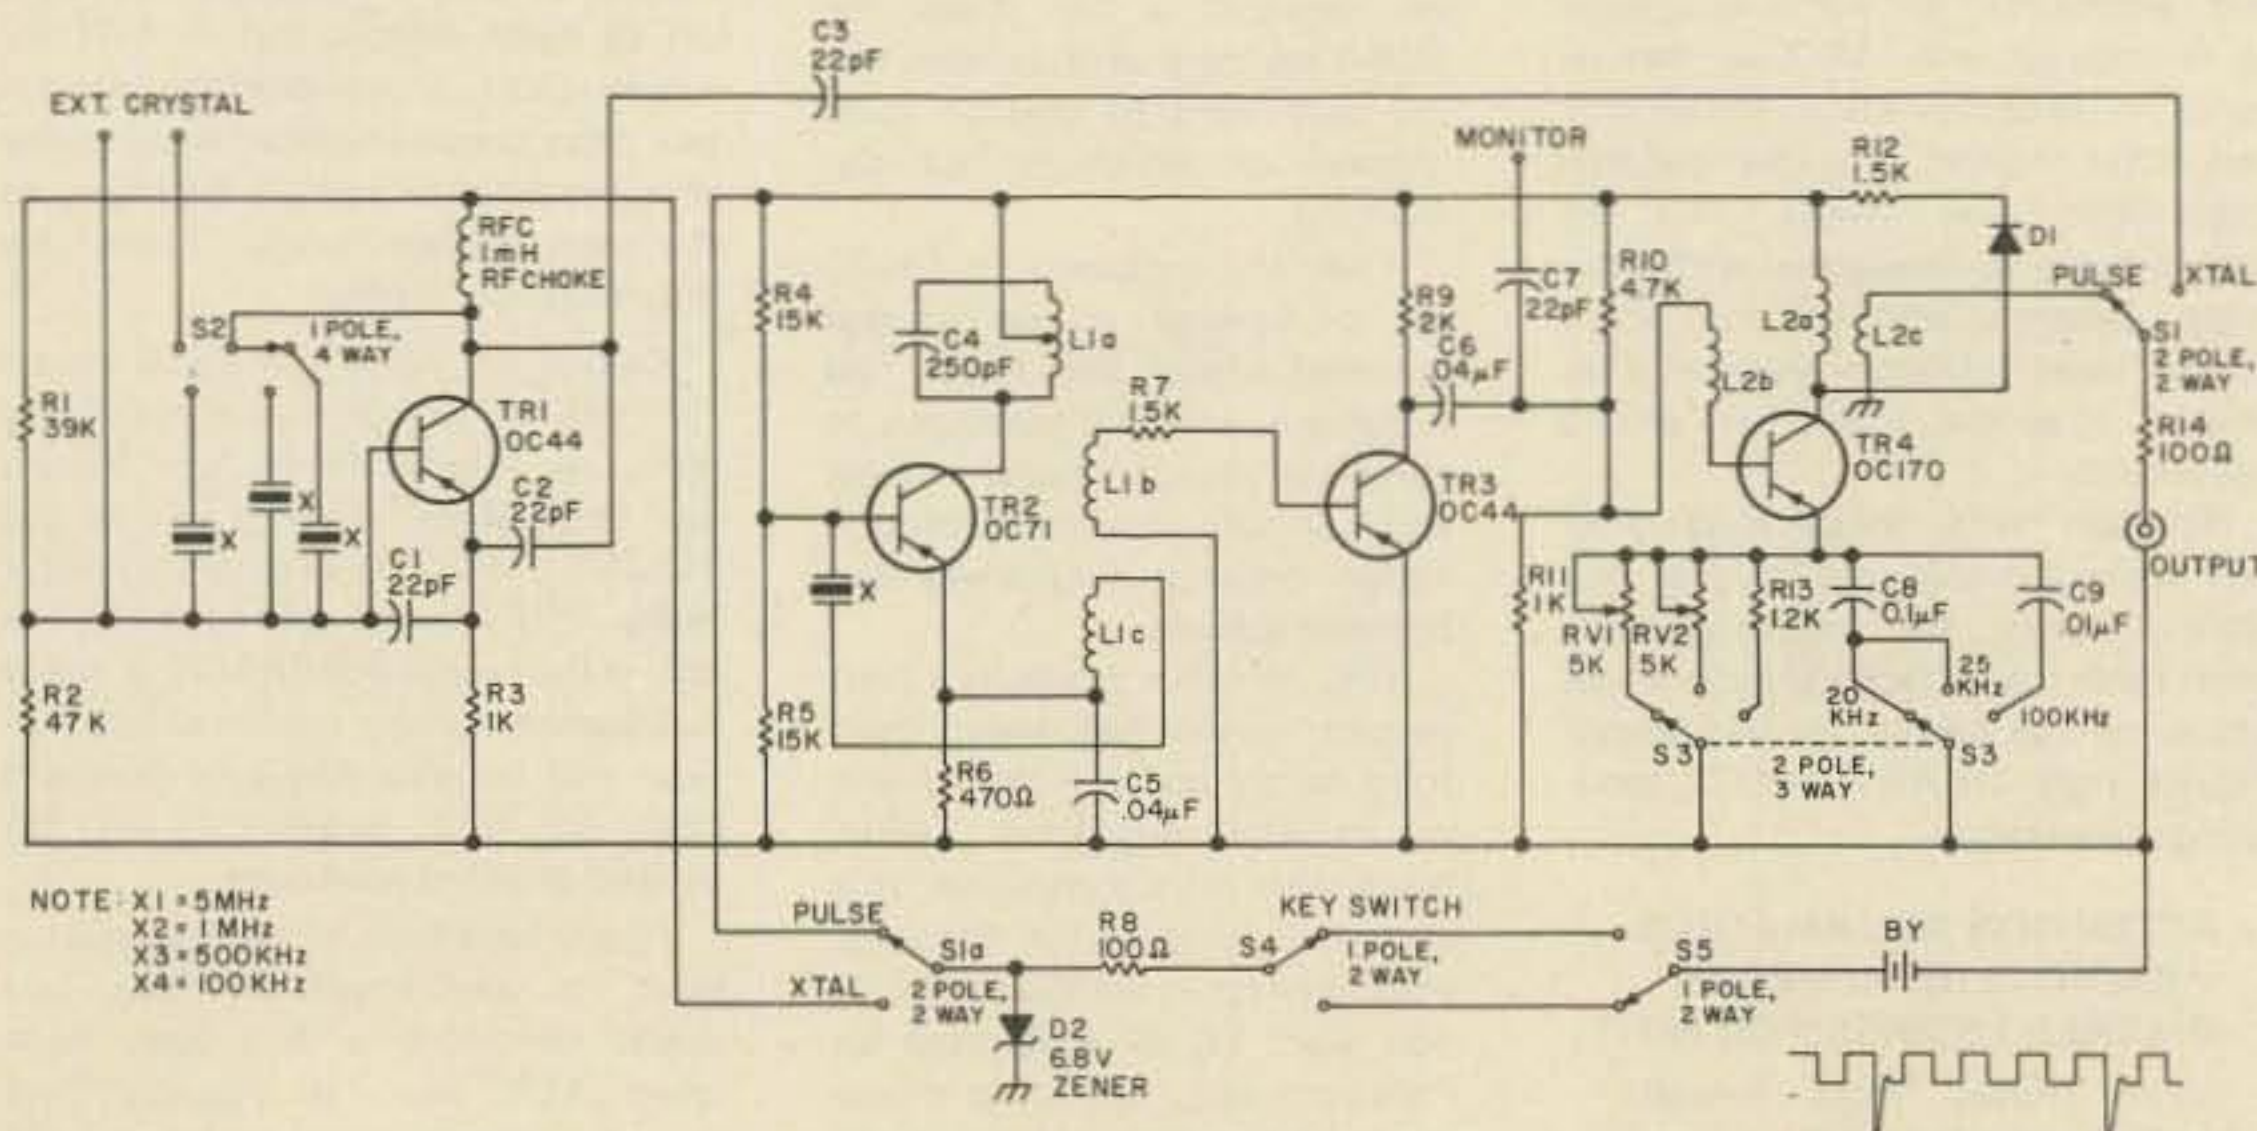 C3
22pF
EXT. CRYSTAL
MONITOR
R12
1.5K
RFC
1mH
RF CHOKE
D1
PULSE
XTAL
S2
1 POLE,
4 WAY
R4
15K
C4
250pF
L1a
R9
2K
C6
.04µF
C7
22pF
R10
4.7K
L2a
L2c
L2b
S1
2 POLE,
2 WAY
R1
39K
TR1
OC44
R7
1.5K
TR4
OC170
R14
100Ω
C2
22pF
X
X
X
TR2
OC71
L1b
TR3
OC44
OUTPUT
C1
22pF
X
L1c
R11
1K
RV1
5K
RV2
5K
R13
1.2K
C8
0.1µF
C9
.01µF
25
KHz
20
KHz
100KHz
R2
47K
R3
1K
R5
15K
R6
470Ω
C5
.04µF
S3
2 POLE,
3 WAY
S3
NOTE: X1 = 5MHz
X2 = 1MHz
X3 = 500KHz
X4 = 100KHz
PULSE
S1a
XTAL
2 POLE,
2 WAY
R8
100Ω
KEY SWITCH
S4
1 POLE,
2 WAY
S5
1 POLE,
2 WAY
BY
D2
6.8V
ZENER